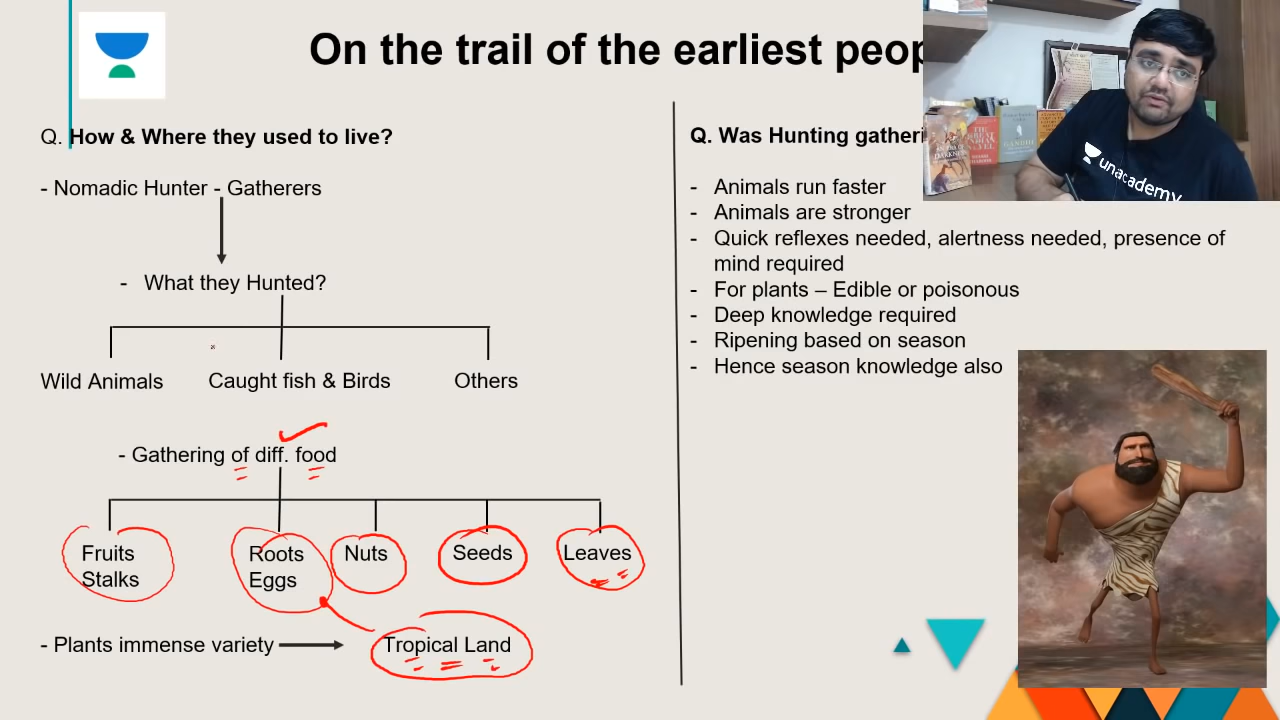 On the trail of the earliest peop
Q. How & Where they used to live?
- Nomadic Hunter - Gatherers
- What they Hunted?
Wild Animals
Caught fish & Birds
Others
- Gathering of diff. food
Fruits
Stalks
Roots
Eggs
Nuts
Seeds
Leaves
- Plants immense variety
Tropical Land
Q. Was Hunting gatheri
- Animals run faster
- Animals are stronger
- Quick reflexes needed, alertness needed, presence of
mind required
- For plants – Edible or poisonous
- Deep knowledge required
- Ripening based on season
- Hence season knowledge also
unacademy